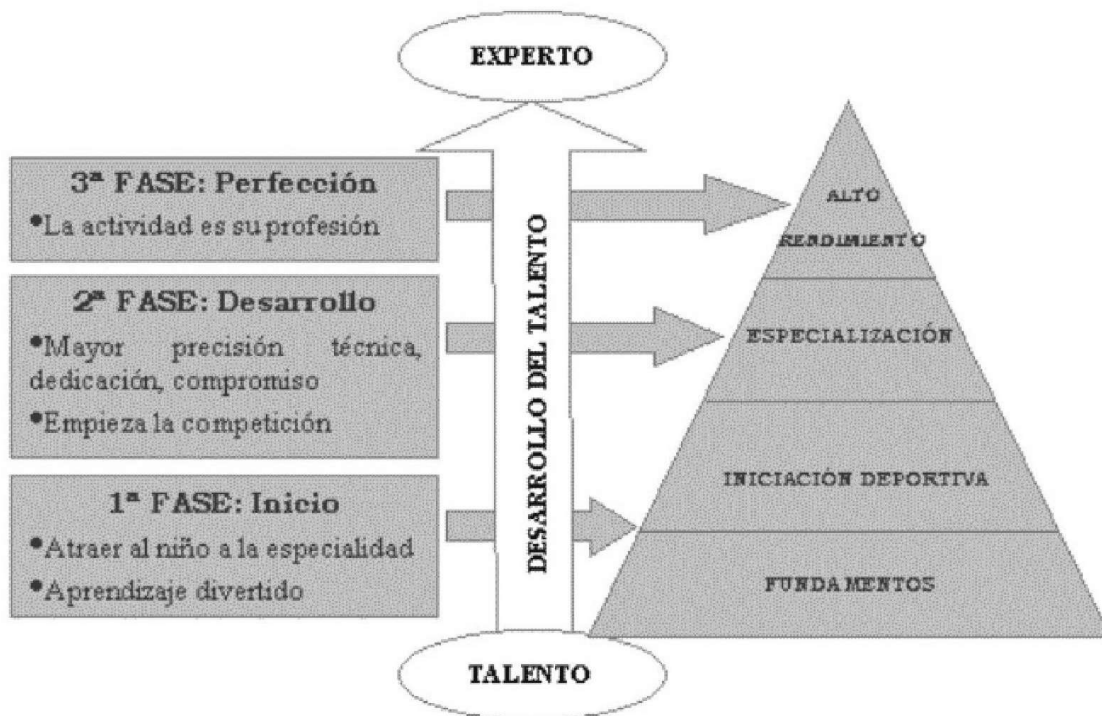 EXPERTO
3ª FASE: Perfección
•La actividad es su profesión
2ª FASE: Desarrollo
•Mayor precisión técnica,
dedicación, compromiso
•Empieza la competición
1ª FASE: Inicio
•Atraer al niño a la especialidad
•Aprendizaje divertido
DESARROLLO DEL TALENTO
TALENTO
ALTO
RENDIMIENTO
ESPECIALIZACIÓN
INICIACIÓN DEPORTIVA
FUNDAMENTOS